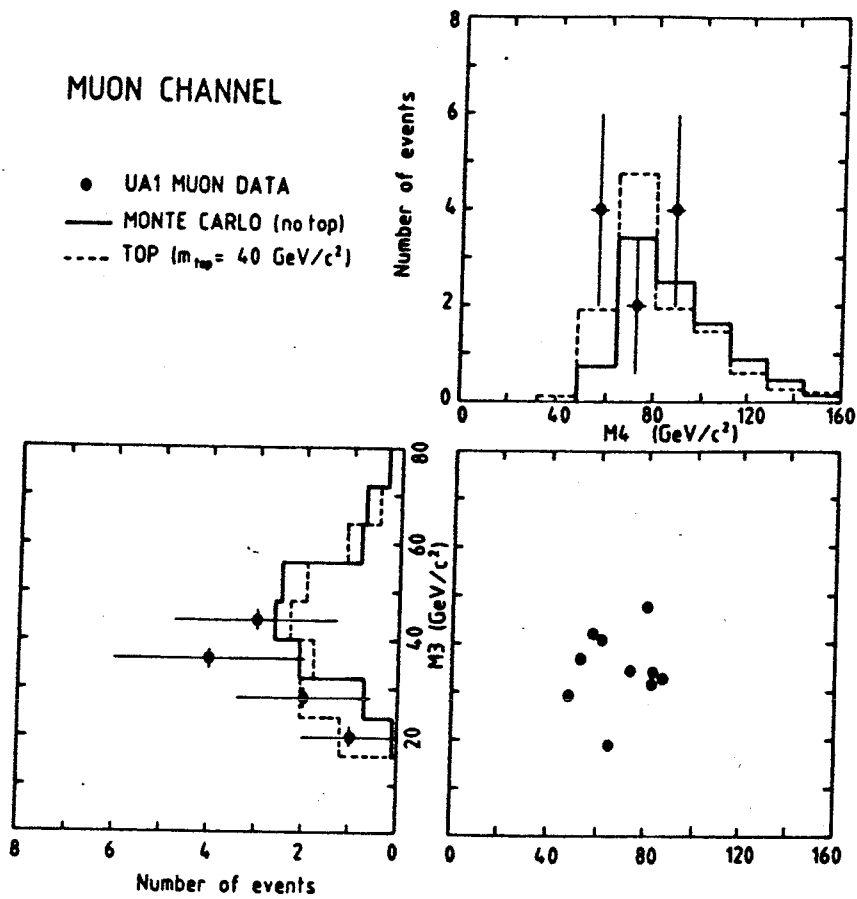 MUON CHANNEL
UA1 MUON DATA
MONTE CARLO (no top)
TOP (m_top = 40 GeV/c²)
8
6
4
2
0
Number of events
0 40 80 120 160
M4 (GeV/c²)
80
60
40
20
M3 (GeV/c²)
8 6 4 2 0
Number of events
0 40 80 120 160